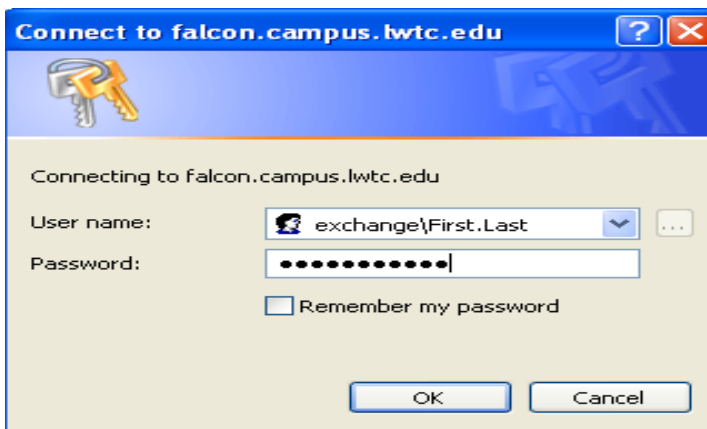 Connect to falcon.campus.lwtc.edu
Connecting to falcon.campus.lwtc.edu
User name: exchange\First.Last ...
Password: ●●●●●●●●●●●
Remember my password
OK Cancel